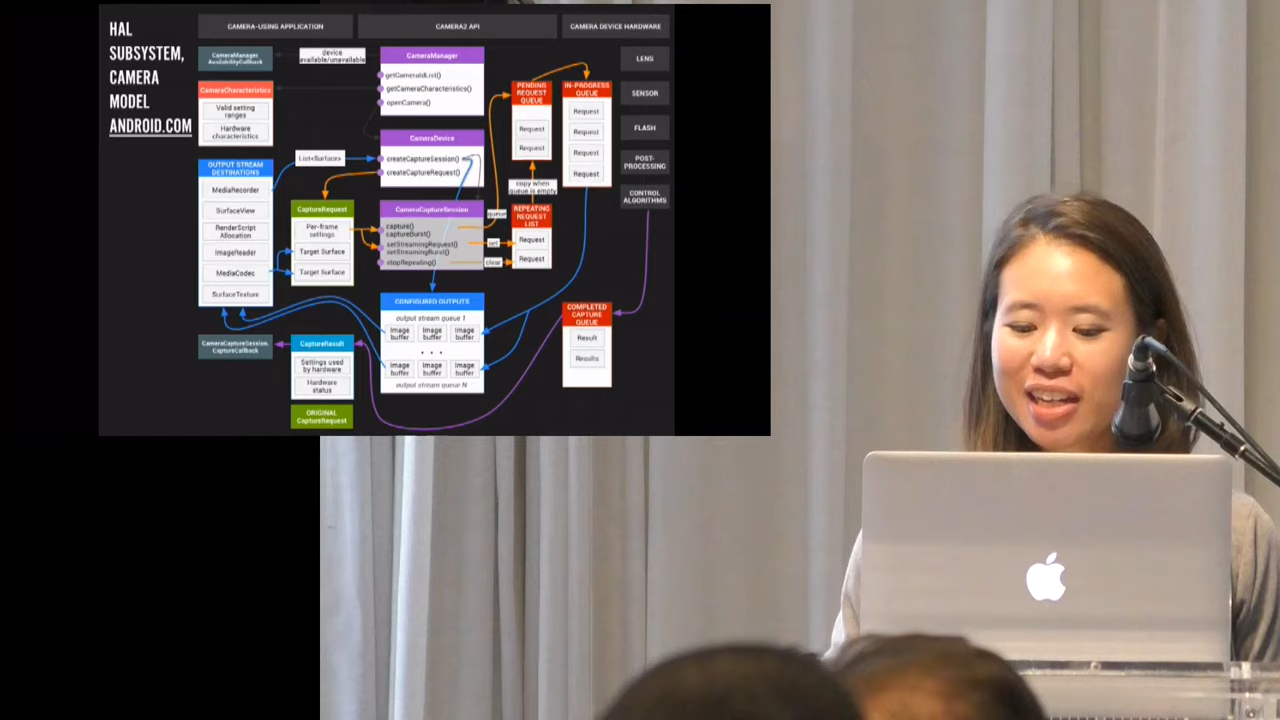 HAL
SUBSYSTEM,
CAMERA
MODEL
ANDROID.COM
CAMERA-USING APPLICATION
CAMERA2 API
CAMERA DEVICE HARDWARE
CameraManager.
AvailabilityCallback
device
available/unavailable
CameraManager
getCameraIdList()
getCameraCharacteristics()
openCamera()
CameraCharacteristics
Valid setting
ranges
Hardware
characteristics
CameraDevice
createCaptureSession()
createCaptureRequest()
List<Surface>
OUTPUT STREAM
DESTINATIONS
MediaRecorder
SurfaceView
RenderScript
Allocation
ImageReader
MediaCodec
SurfaceTexture
CaptureRequest
Per-frame
settings
Target Surface
Target Surface
CameraCaptureSession
capture()
captureBurst()
setStreamingRequest()
setStreamingBurst()
stopRepeating()
queue
set
clear
PENDING
REQUEST
QUEUE
Request
Request
copy when
queue is empty
REPEATING
REQUEST
LIST
Request
Request
IN-PROGRESS
QUEUE
Request
Request
Request
Request
LENS
SENSOR
FLASH
POST-
PROCESSING
CONTROL
ALGORITHMS
CONFIGURED OUTPUTS
output stream queue 1
Image
buffer
Image
buffer
Image
buffer
. . .
Image
buffer
Image
buffer
Image
buffer
output stream queue N
COMPLETED
CAPTURE
QUEUE
Result
Results
CameraCaptureSession.
CaptureCallback
CaptureResult
Settings used
by hardware
Hardware
status
ORIGINAL
CaptureRequest